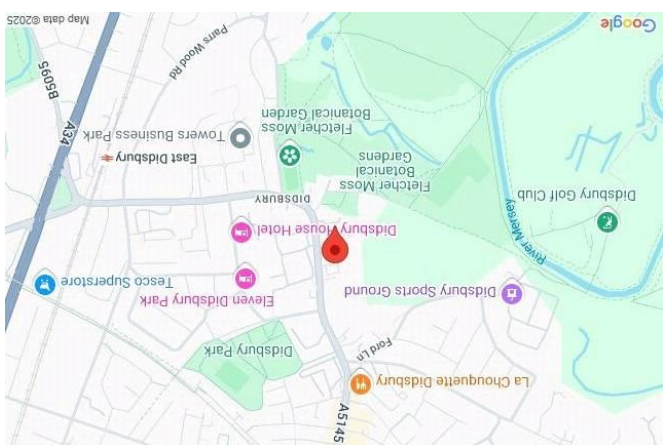 A5145
La Chouquette Didsbury
Ford Ln
Didsbury Park
Didsbury Sports Ground
Eleven Didsbury Park
Tesco Superstore
River Mersey
Didsbury House Hotel
Didsbury Golf Club
DIDSBURY
Fletcher Moss
Botanical
Gardens
East Didsbury
A34
Fletcher Moss
Botanical Garden
Towers Business Park
B5095
Parrs Wood Rd
Google
Map data ©2025